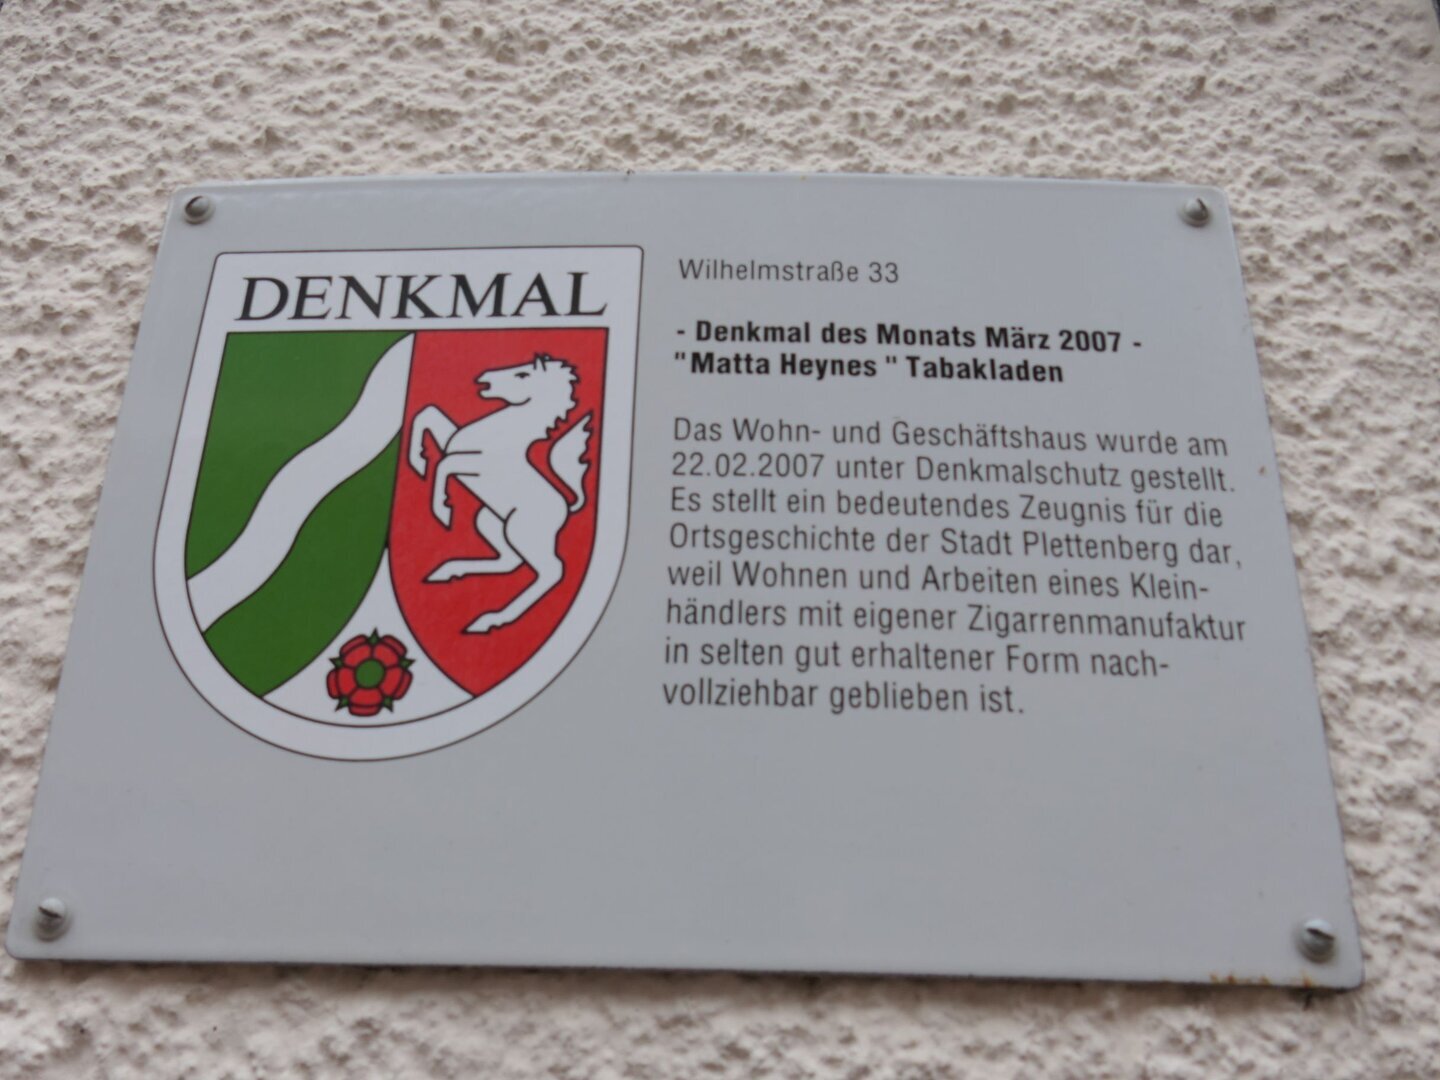 DENKMAL
Wilhelmstraße 33
- Denkmal des Monats März 2007 -
"Matta Heynes " Tabakladen
Das Wohn- und Geschäftshaus wurde am
22.02.2007 unter Denkmalschutz gestellt.
Es stellt ein bedeutendes Zeugnis für die
Ortsgeschichte der Stadt Plettenberg dar,
weil Wohnen und Arbeiten eines Klein-
händlers mit eigener Zigarrenmanufaktur
in selten gut erhaltener Form nach-
vollziehbar geblieben ist.